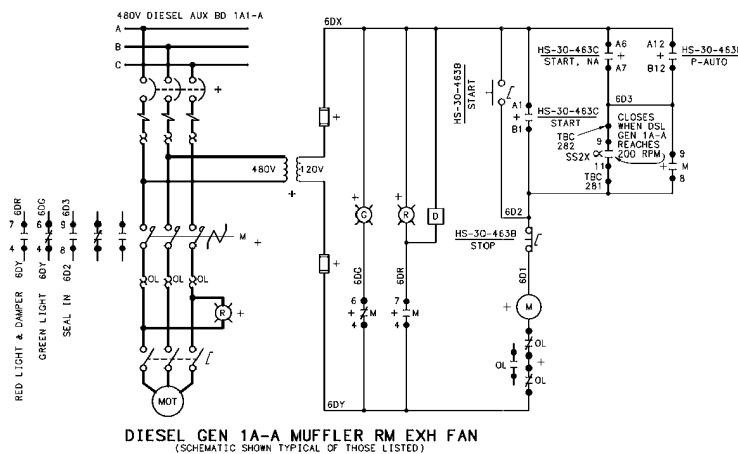 480V DIESEL AUX BD 1A1-A
A
B
C
+
480V
120V
+
6DX
+
+
6DY
HS-30-463B
START
A1
+
B1
HS-30-463C
START
HS-30-463C
START, NA
A6
+
A7
A12
+
B12
P-AUTO
6D3
TBC
282
CLOSES
WHEN DSL
GEN 1A-A
REACHES
200 RPM
9
SS2X
11
TBC
281
9
+
M
8
6D2
HS-30-463B
STOP
6D1
M
+
OL
OL
+
OL
+
G
+
R
D
6DG
6DR
6
+
M
4
7
+
M
4
M
+
OL
OL
OL
R
+
MOT
6DR
7
4
6DY
RED LIGHT & DAMPER
6DG
6
4
6DY
GREEN LIGHT
6D3
9
8
6D2
SEAL IN
DIESEL GEN 1A-A MUFFLER RM EXH FAN
(SCHEMATIC SHOWN TYPICAL OF THOSE LISTED)